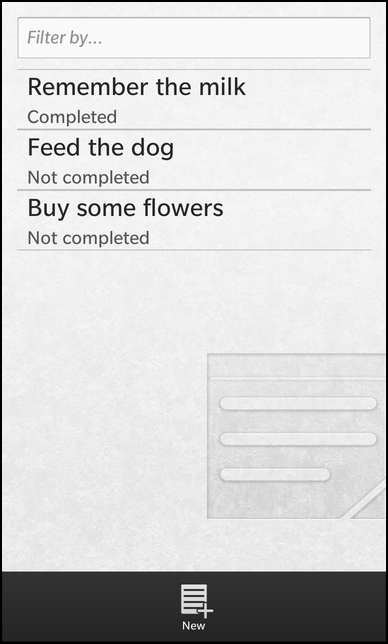 Filter by...
Remember the milk
Completed
Feed the dog
Not completed
Buy some flowers
Not completed
New